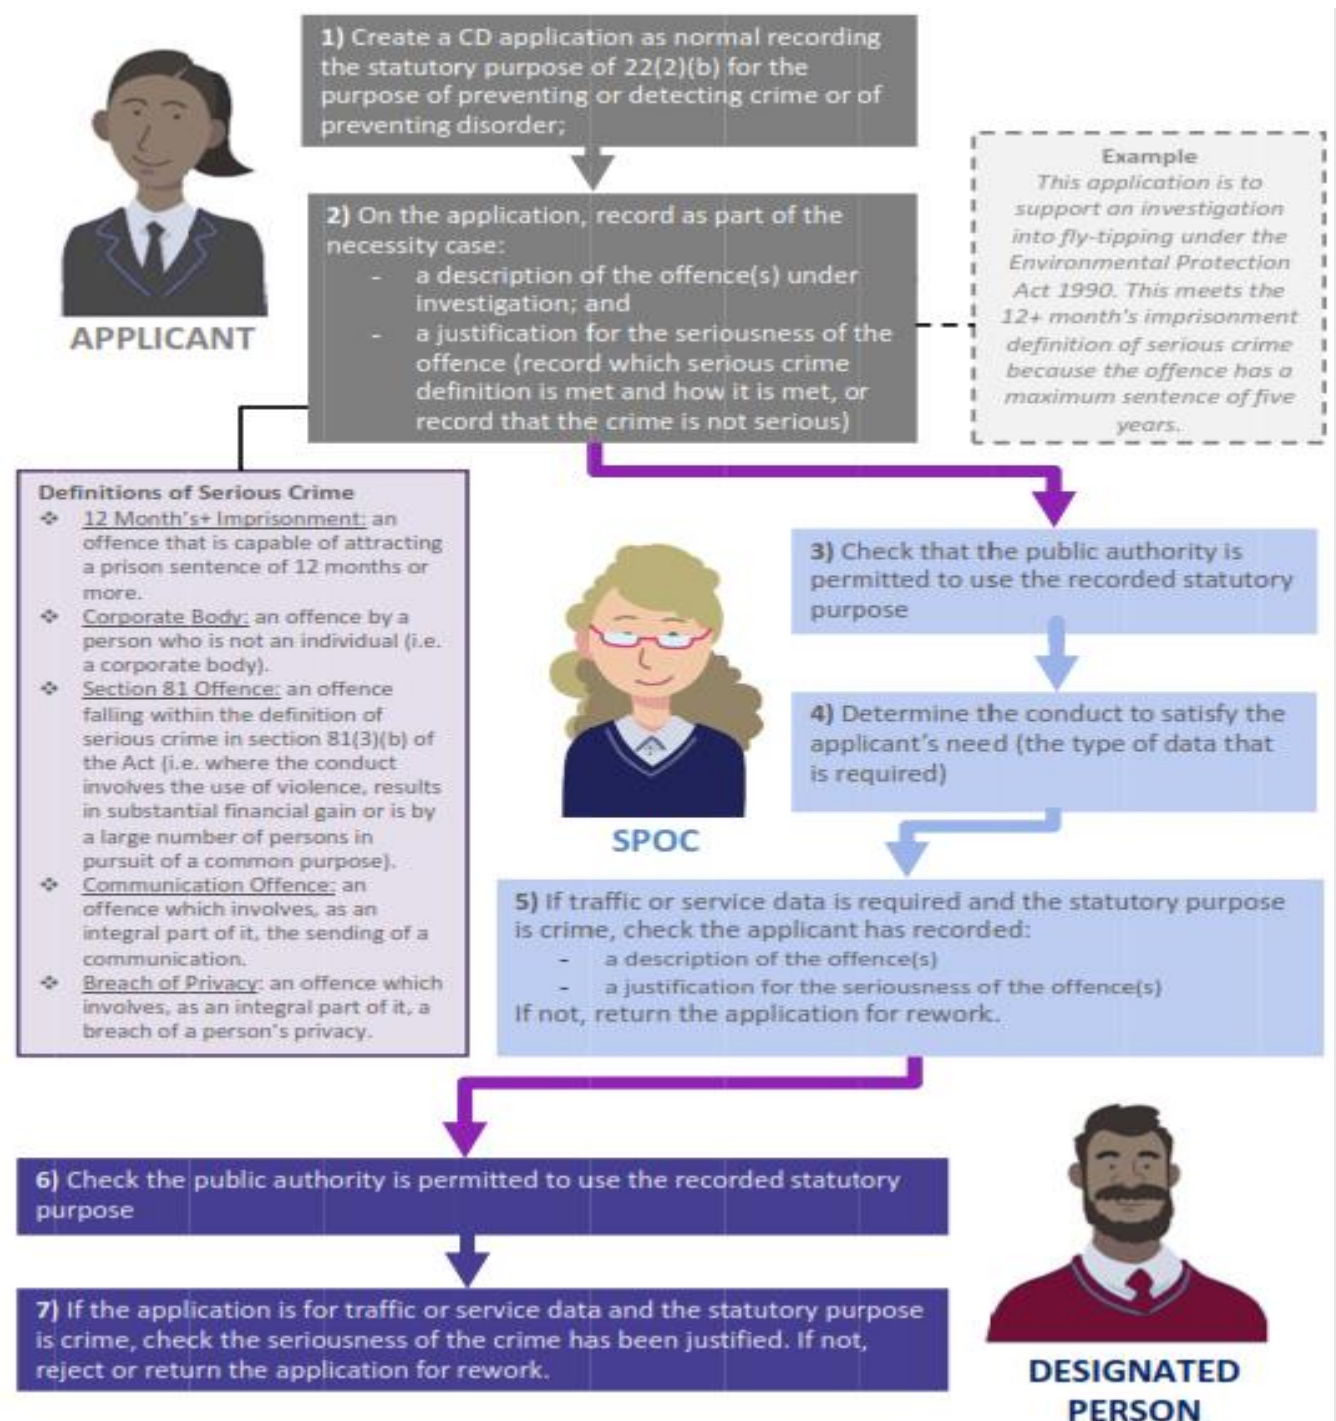 1) Create a CD application as normal recording
the statutory purpose of 22(2)(b) for the
purpose of preventing or detecting crime or of
preventing disorder;
APPLICANT
2) On the application, record as part of the
necessity case:
- a description of the offence(s) under
investigation; and
- a justification for the seriousness of the
offence (record which serious crime
definition is met and how it is met, or
record that the crime is not serious)
Example
This application is to
support an investigation
into fly-tipping under the
Environmental Protection
Act 1990. This meets the
12+ month's imprisonment
definition of serious crime
because the offence has a
maximum sentence of five
years.
Definitions of Serious Crime
❖ 12 Month's+ Imprisonment: an
offence that is capable of attracting
a prison sentence of 12 months or
more.
❖ Corporate Body: an offence by a
person who is not an individual (i.e.
a corporate body).
❖ Section 81 Offence: an offence
falling within the definition of
serious crime in section 81(3)(b) of
the Act (i.e. where the conduct
involves the use of violence, results
in substantial financial gain or is by
a large number of persons in
pursuit of a common purpose).
❖ Communication Offence: an
offence which involves, as an
integral part of it, the sending of a
communication.
❖ Breach of Privacy: an offence which
involves, as an integral part of it, a
breach of a person's privacy.
SPOC
3) Check that the public authority is
permitted to use the recorded statutory
purpose
4) Determine the conduct to satisfy the
applicant's need (the type of data that
is required)
5) If traffic or service data is required and the statutory purpose
is crime, check the applicant has recorded:
- a description of the offence(s)
- a justification for the seriousness of the offence(s)
If not, return the application for rework.
6) Check the public authority is permitted to use the recorded statutory
purpose
7) If the application is for traffic or service data and the statutory purpose
is crime, check the seriousness of the crime has been justified. If not,
reject or return the application for rework.
DESIGNATED
PERSON